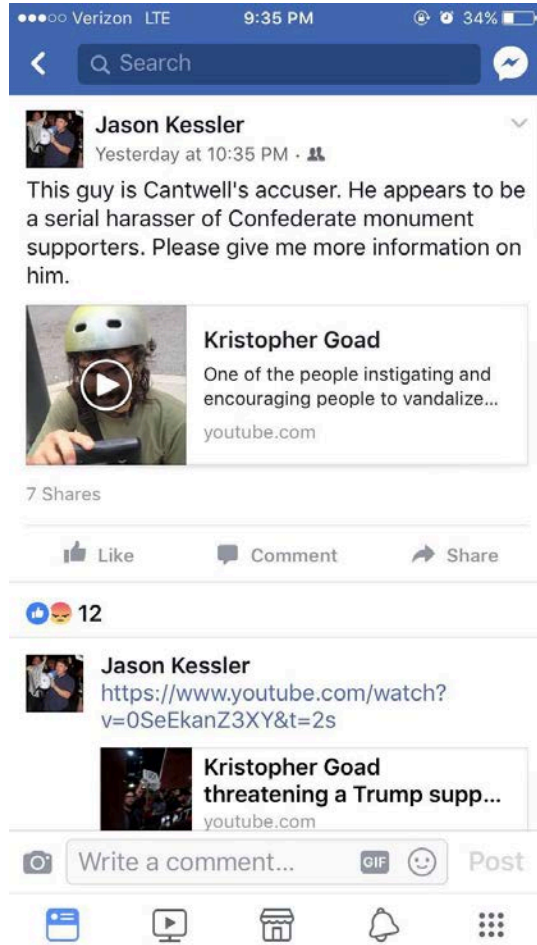 Verizon LTE 9:35 PM 34%
Search
Jason Kessler
Yesterday at 10:35 PM ·
This guy is Cantwell's accuser. He appears to be
a serial harasser of Confederate monument
supporters. Please give me more information on
him.
Kristopher Goad
One of the people instigating and
encouraging people to vandalize...
youtube.com
7 Shares
Like Comment Share
12
Jason Kessler
https://www.youtube.com/watch?
v=0SeEkanZ3XY&t=2s
Kristopher Goad
threatening a Trump supp...
youtube.com
Write a comment... GIF Post